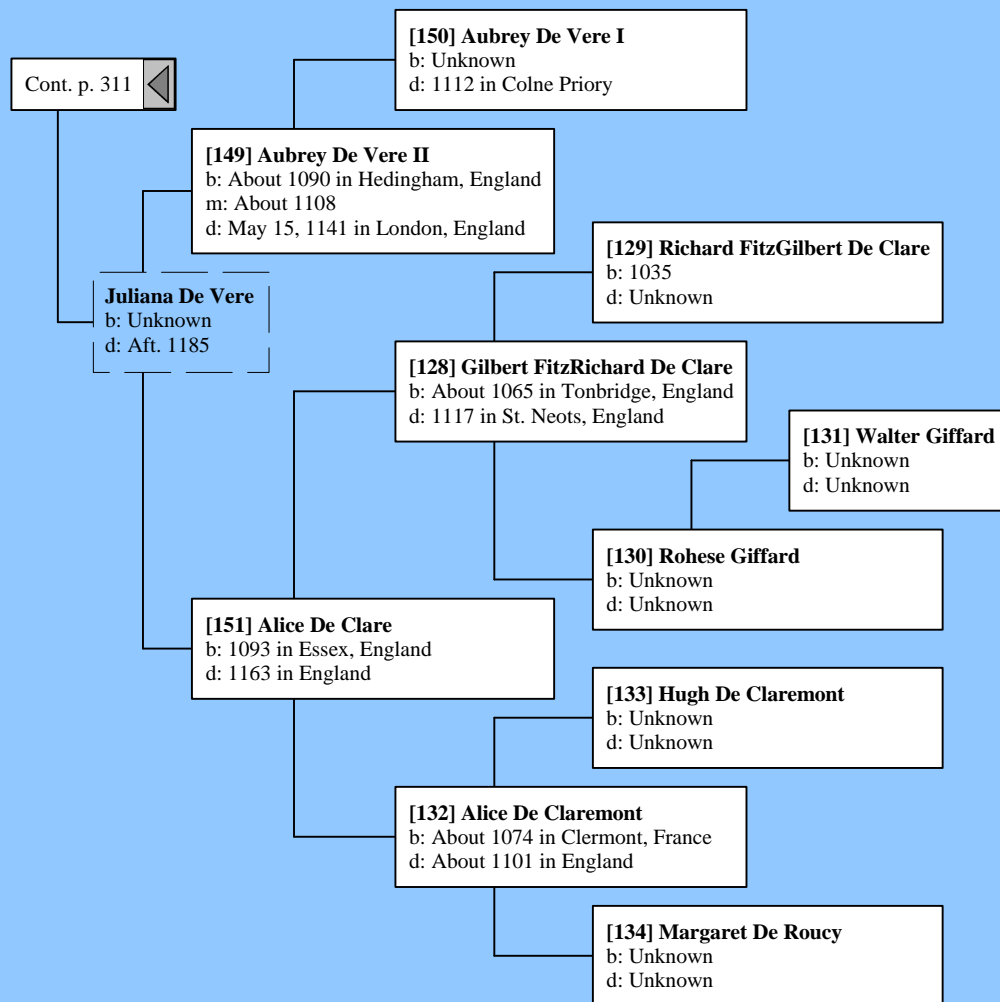 [150] Aubrey De Vere I
b: Unknown
d: 1112 in Colne Priory
Cont. p. 311
[149] Aubrey De Vere II
b: About 1090 in Hedingham, England
m: About 1108
d: May 15, 1141 in London, England
[129] Richard FitzGilbert De Clare
b: 1035
d: Unknown
Juliana De Vere
b: Unknown
d: Aft. 1185
[128] Gilbert FitzRichard De Clare
b: About 1065 in Tonbridge, England
d: 1117 in St. Neots, England
[131] Walter Giffard
b: Unknown
d: Unknown
[130] Rohese Giffard
b: Unknown
d: Unknown
[151] Alice De Clare
b: 1093 in Essex, England
d: 1163 in England
[133] Hugh De Claremont
b: Unknown
d: Unknown
[132] Alice De Claremont
b: About 1074 in Clermont, France
d: About 1101 in England
[134] Margaret De Roucy
b: Unknown
d: Unknown